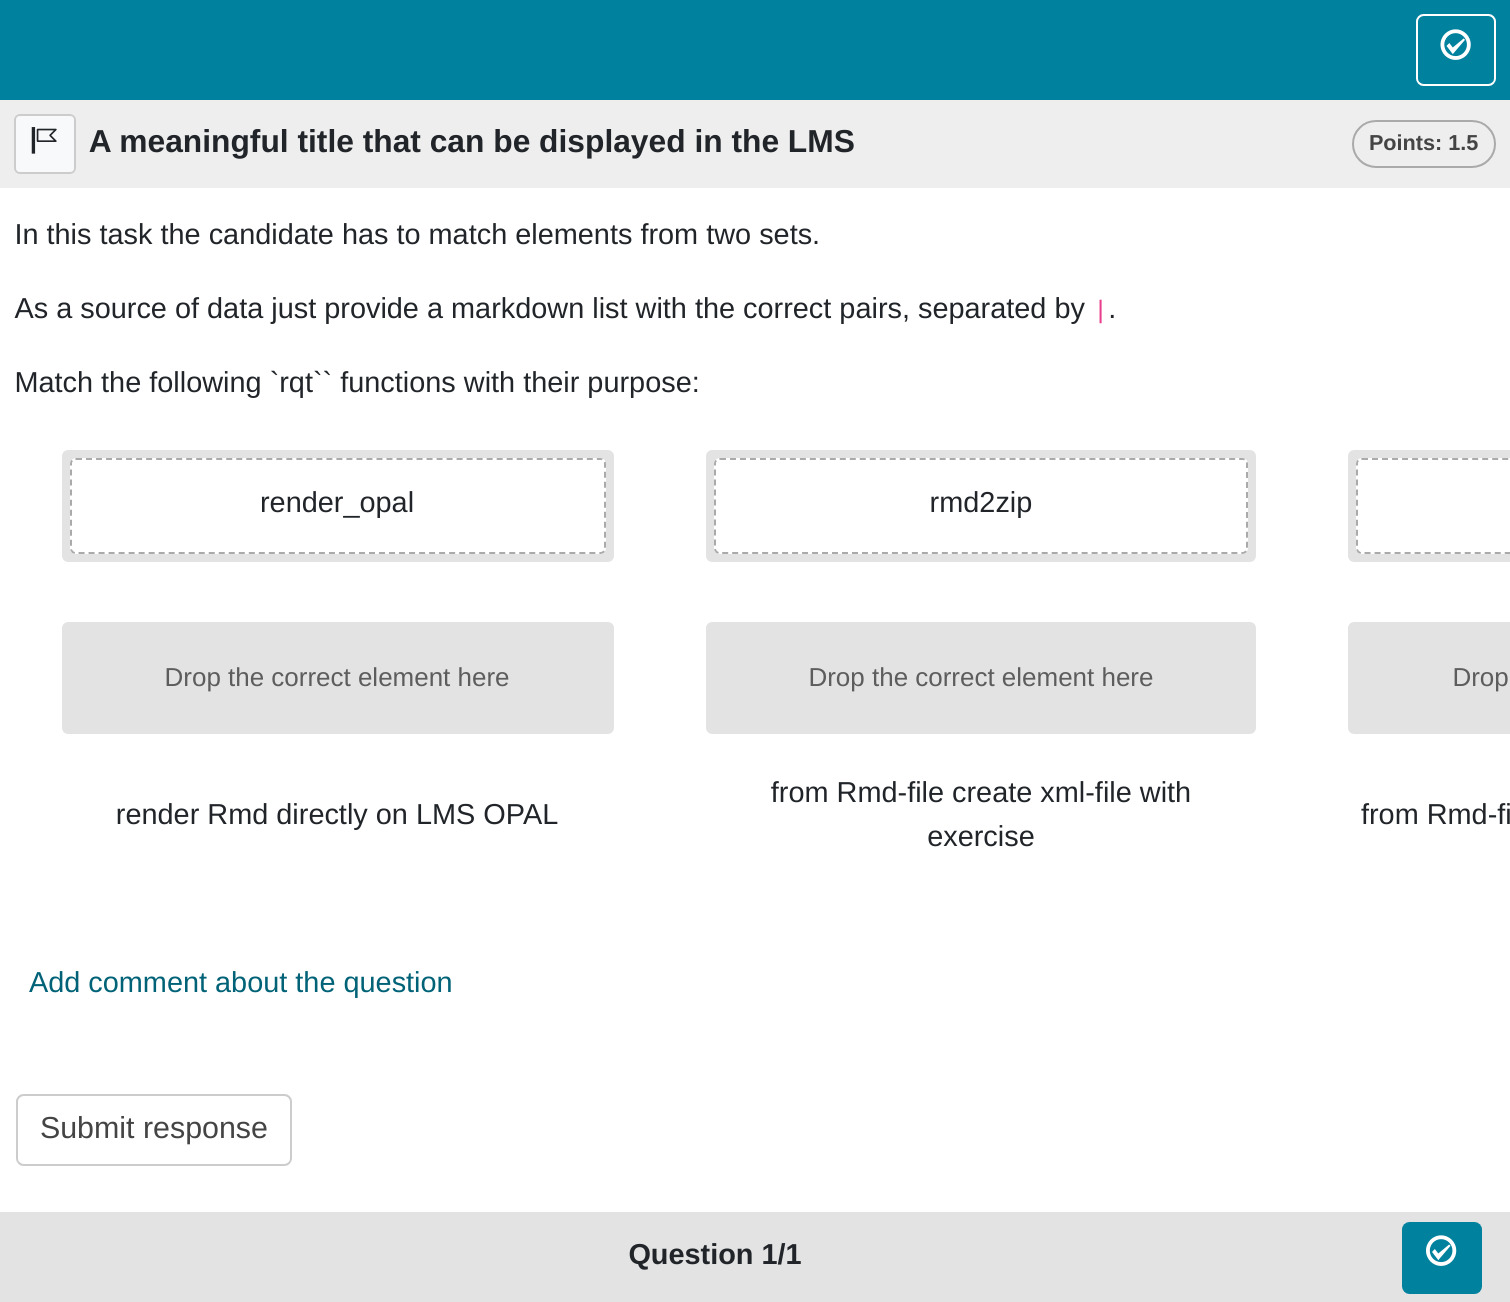 A meaningful title that can be displayed in the LMS
Points: 1.5
In this task the candidate has to match elements from two sets.
As a source of data just provide a markdown list with the correct pairs, separated by |.
Match the following `rqt`` functions with their purpose:
render_opal
rmd2zip
Drop the correct element here
Drop the correct element here
Drop
render Rmd directly on LMS OPAL
from Rmd-file create xml-file with
exercise
from Rmd-fi
Add comment about the question
Submit response
Question 1/1